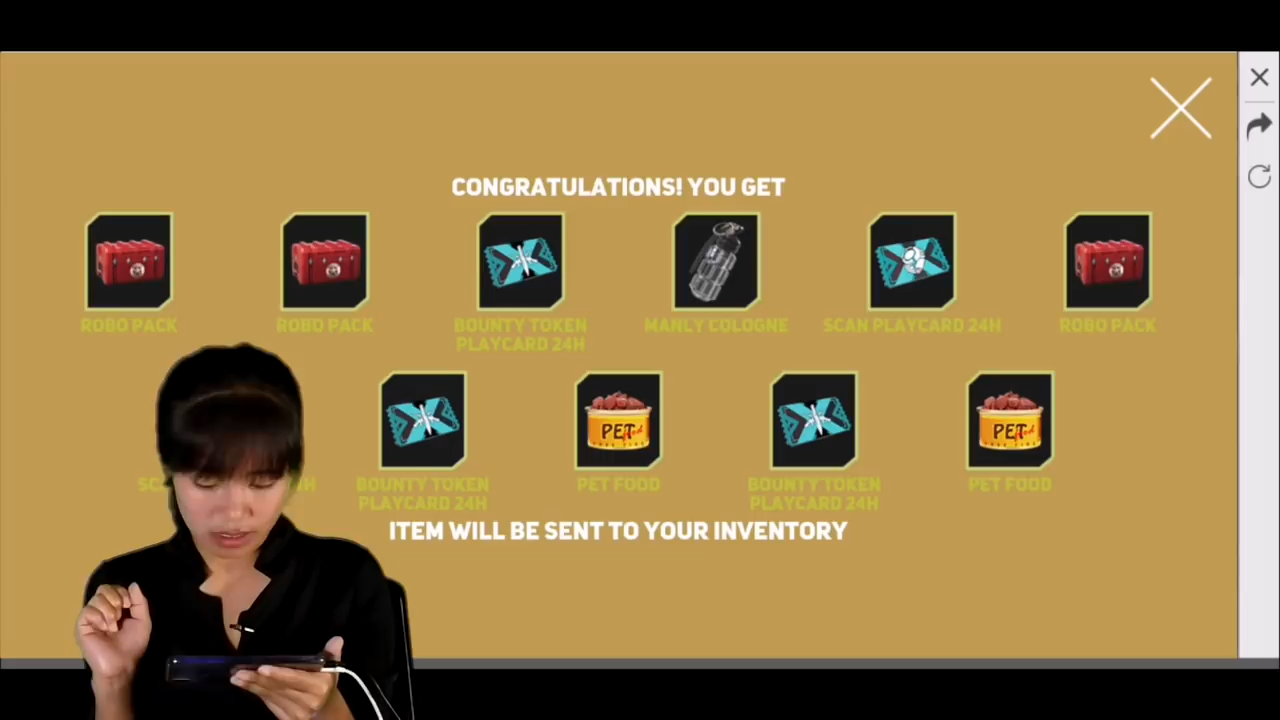 CONGRATULATIONS! YOU GET
ROBO PACK
ROBO PACK
BOUNTY TOKEN
PLAYCARD 24H
MANLY COLOGNE
SCAN PLAYCARD 24H
ROBO PACK
BOUNTY TOKEN
PLAYCARD 24H
PET FOOD
BOUNTY TOKEN
PLAYCARD 24H
PET FOOD
PET
PET
ITEM WILL BE SENT TO YOUR INVENTORY